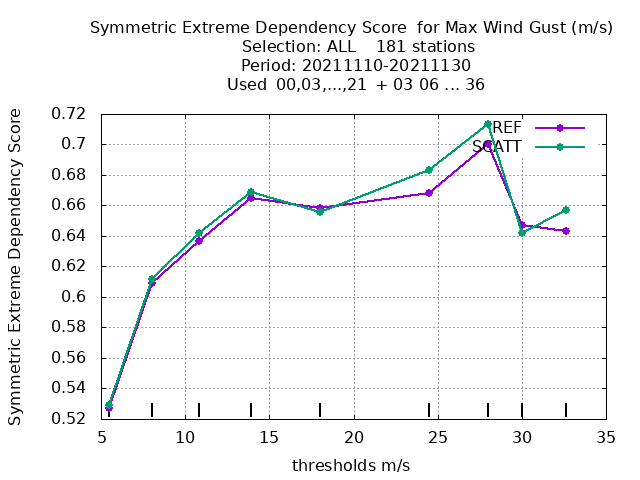 Symmetric Extreme Dependency Score  for Max Wind Gust (m/s)
Selection: ALL    181 stations
Period: 20211110-20211130
Used  00,03,...,21  + 03 06 ... 36
Symmetric Extreme Dependency Score
0.72
0.7
0.68
0.66
0.64
0.62
0.6
0.58
0.56
0.54
0.52
REF
SCATT
5 10 15 20 25 30 35
thresholds m/s